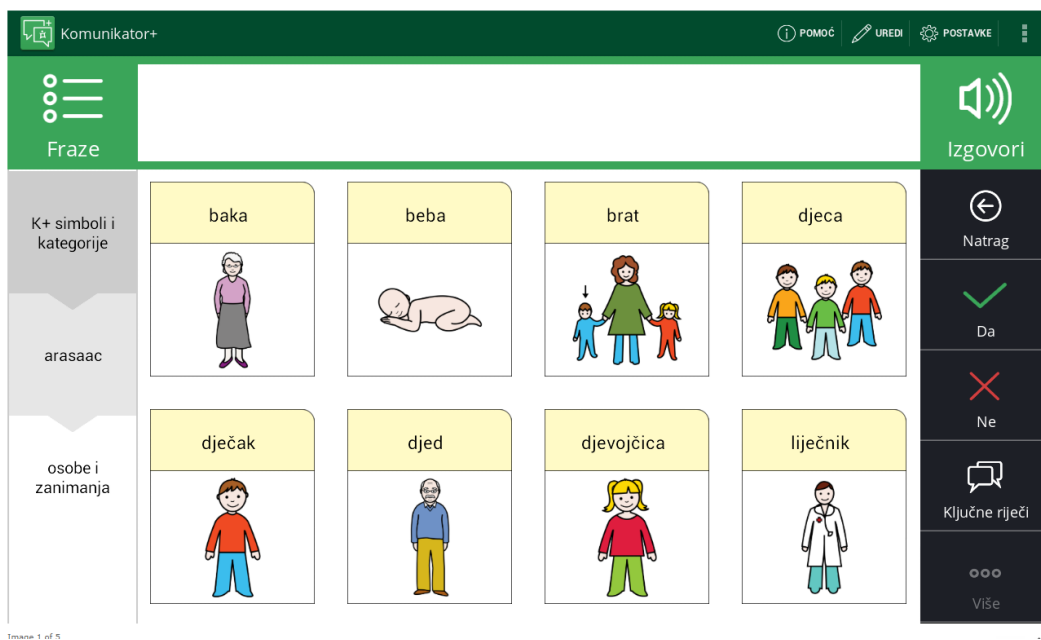 Komunikator+
POMOĆ
UREDI
POSTAVKE
Fraze
Izgovori
K+ simboli i
kategorije
arasaac
osobe i
zanimanja
baka
beba
brat
djeca
dječak
djed
djevojčica
liječnik
Natrag
Da
Ne
Ključne riječi
Više
Image 1 of 5